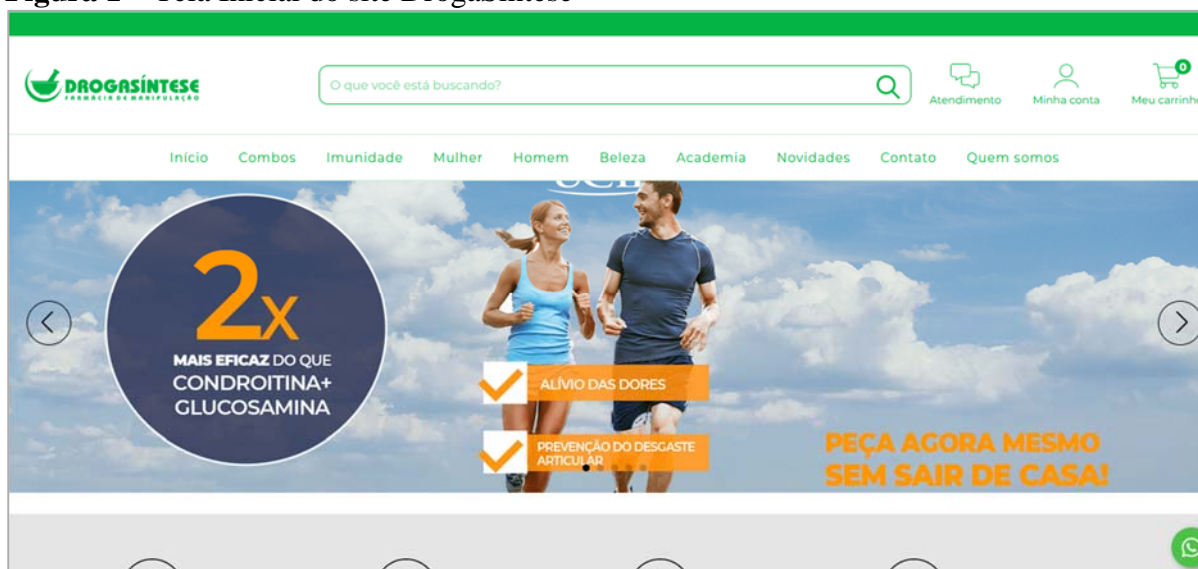 DROGASÍNTESE
FARMÁCIA DE MANIPULAÇÃO
O que você está buscando?
Atendimento
Minha conta
0
Meu carrinho
Início Combos Imunidade Mulher Homem Beleza Academia Novidades Contato Quem somos
2x
MAIS EFICAZ DO QUE
CONDROITINA+
GLUCOSAMINA
ALÍVIO DAS DORES
PREVENÇÃO DO DESGASTE
ARTICULAR
PEÇA AGORA MESMO
SEM SAIR DE CASA!